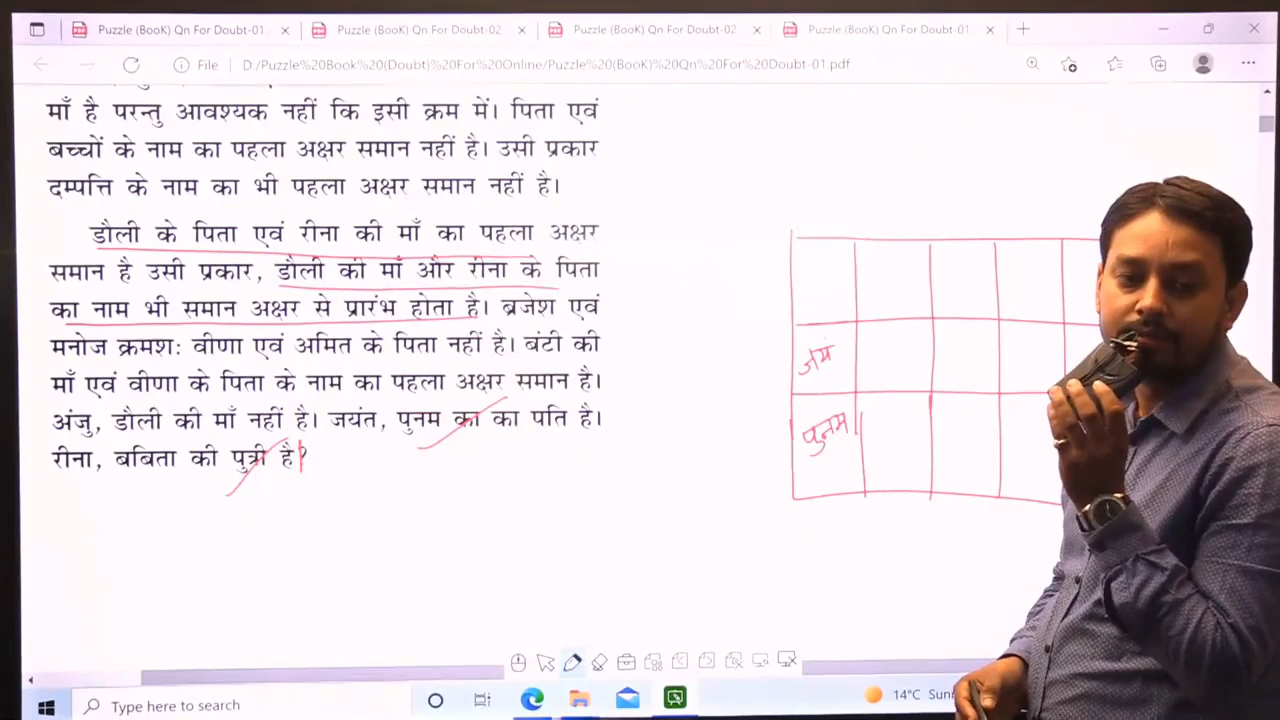 Puzzle (BooK) Qn For Doubt-01
Puzzle (BooK) Qn For Doubt-02
Puzzle (BooK) Qn For Doubt-02.
Puzzle (BooK) Qn For Doubt-01
File
D:/Puzzle%20Book%20(Doubt)%20For%20Online/Puzzle%20(BooK)%20Qn%20For%20Doubt-01.pdf
माँ है परन्तु आवश्यक नहीं कि इसी क्रम में। पिता एवं
बच्चों के नाम का पहला अक्षर समान नहीं है। उसी प्रकार
दम्पत्ति के नाम का भी पहला अक्षर समान नहीं है।
डौली के पिता एवं रीना की माँ का पहला अक्षर
समान है उसी प्रकार, डौली की माँ और रीना के पिता
का नाम भी समान अक्षर से प्रारंभ होता है। ब्रजेश एवं
मनोज क्रमशः वीणा एवं अमित के पिता नहीं है। बंटी की
माँ एवं वीणा के पिता के नाम का पहला अक्षर समान है।
अंजु, डौली की माँ नहीं है। जयंत, पुनम का का पति है।
रीना, बबिता की पुत्री है?
पुनम
Type here to search
14°C Sunn